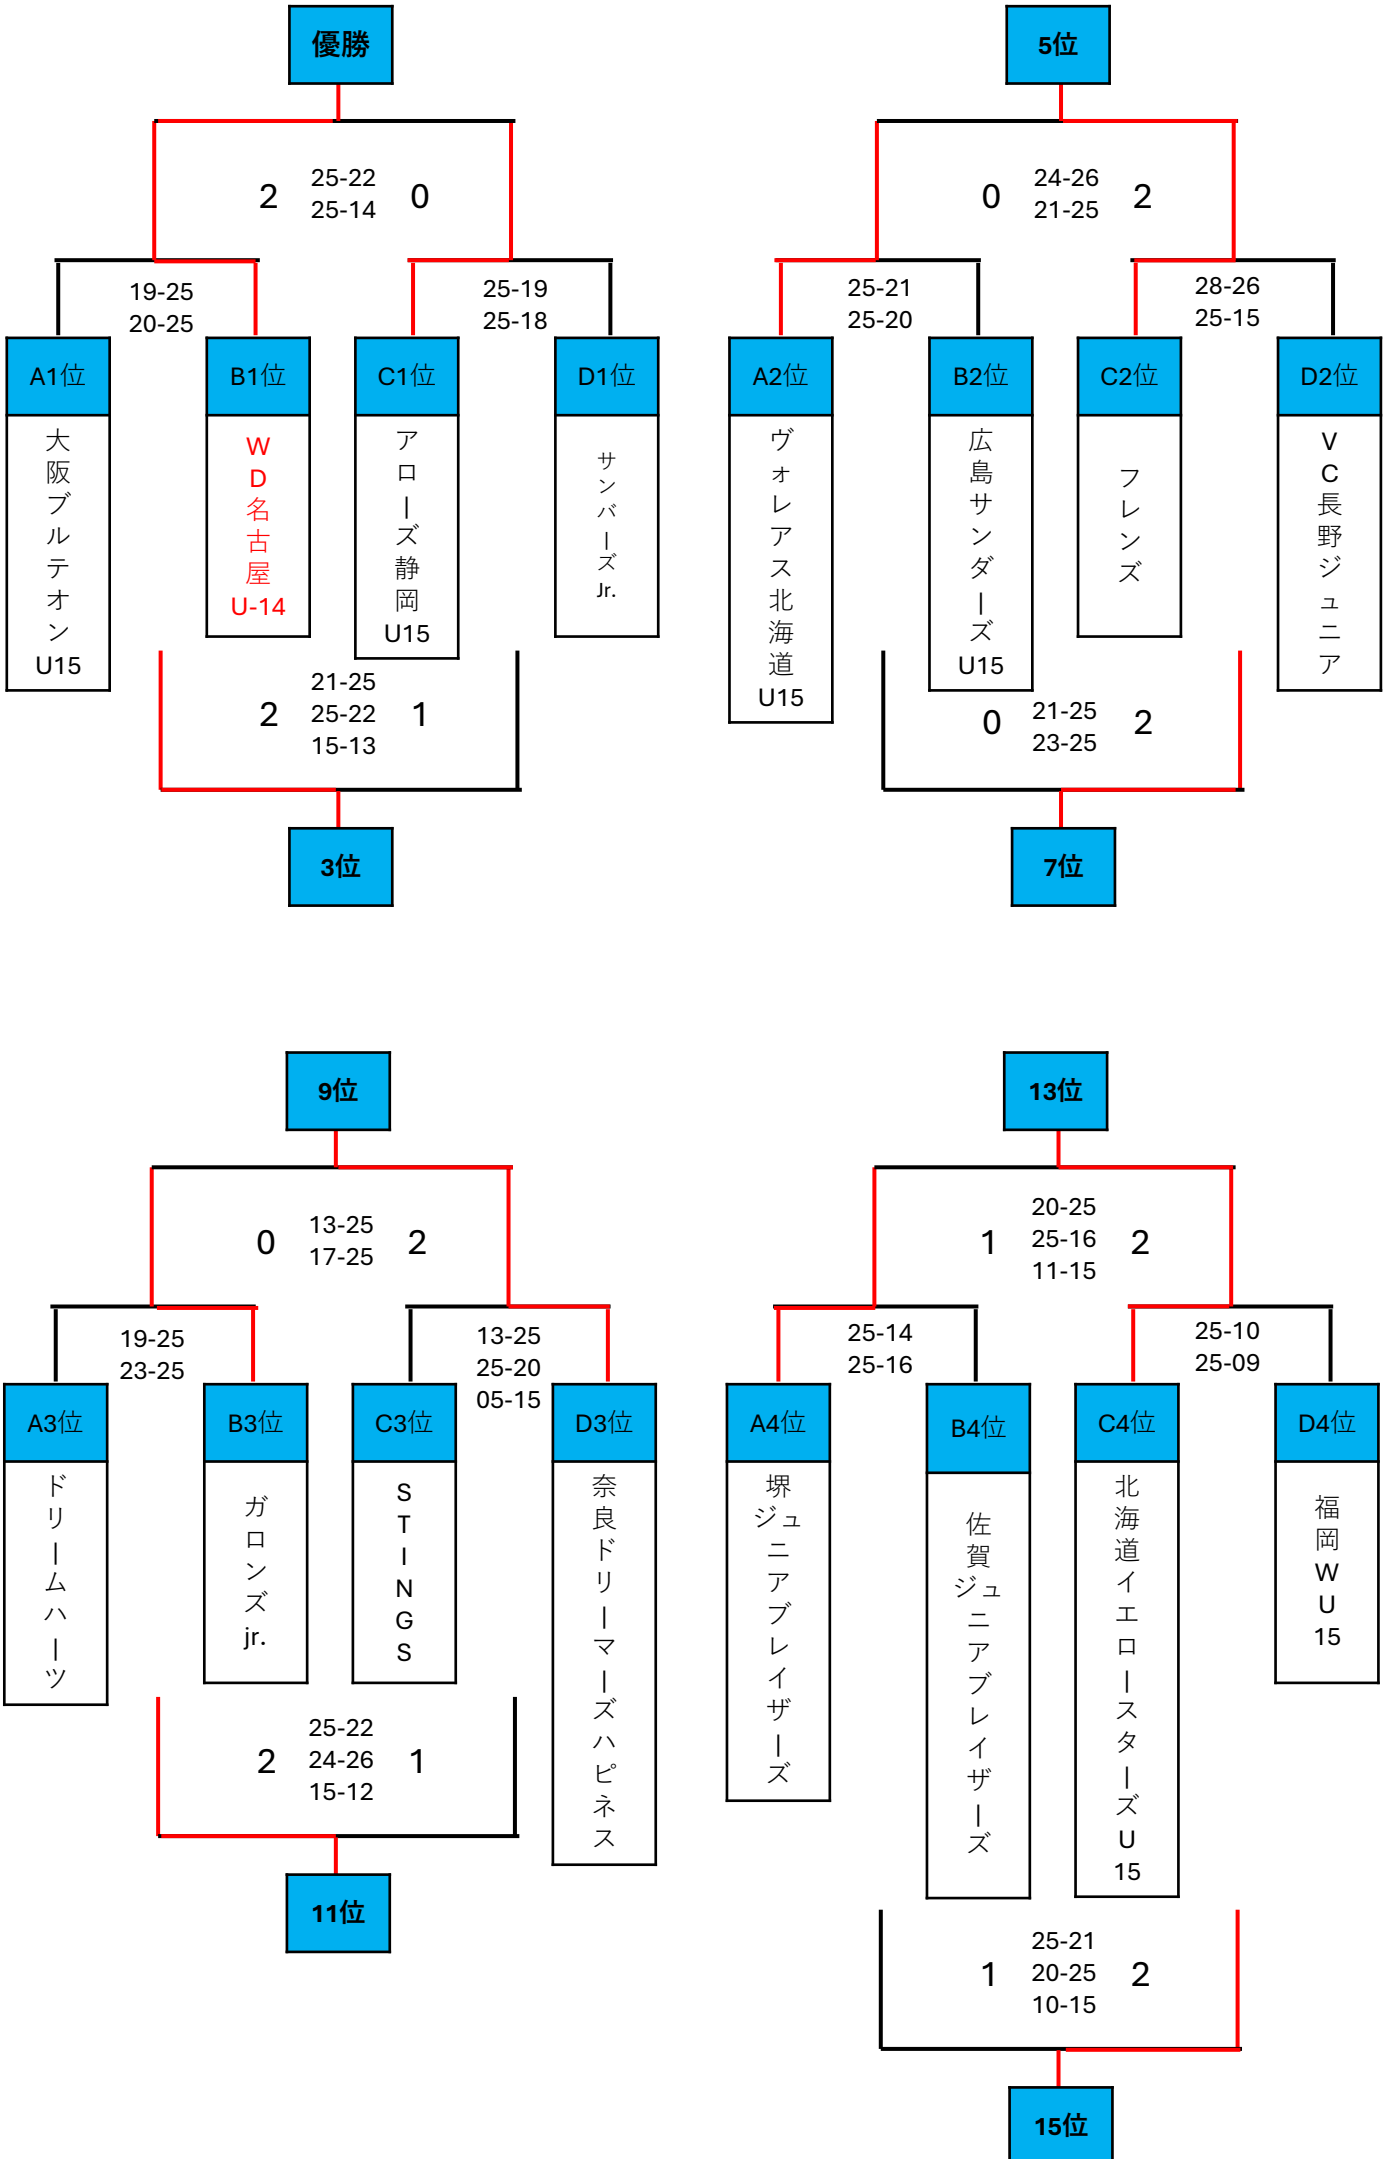 優勝
2
25-22
25-14
0
19-25
20-25
25-19
25-18
A1位
B1位
C1位
D1位
大阪ブルテオンU15
WD名古屋U-14
アローズ静岡U15
サンバーズJr.
2
21-25
25-22
15-13
1
3位
5位
0
24-26
21-25
2
25-21
25-20
28-26
25-15
A2位
B2位
C2位
D2位
ヴォレアス北海道U15
広島サンダーズU15
フレンズ
VC長野ジュニア
0
21-25
23-25
2
7位
9位
0
13-25
17-25
2
19-25
23-25
13-25
25-20
05-15
A3位
B3位
C3位
D3位
ドリームハーツ
ガロンズjr.
STINGS
奈良ドリーマーズハピネス
2
25-22
24-26
15-12
1
11位
13位
1
20-25
25-16
11-15
2
25-14
25-16
25-10
25-09
A4位
B4位
C4位
D4位
堺ジュニアブレイザーズ
佐賀ジュニアブレイザーズ
北海道イエロースターズU15
福岡WU15
1
25-21
20-25
10-15
2
15位